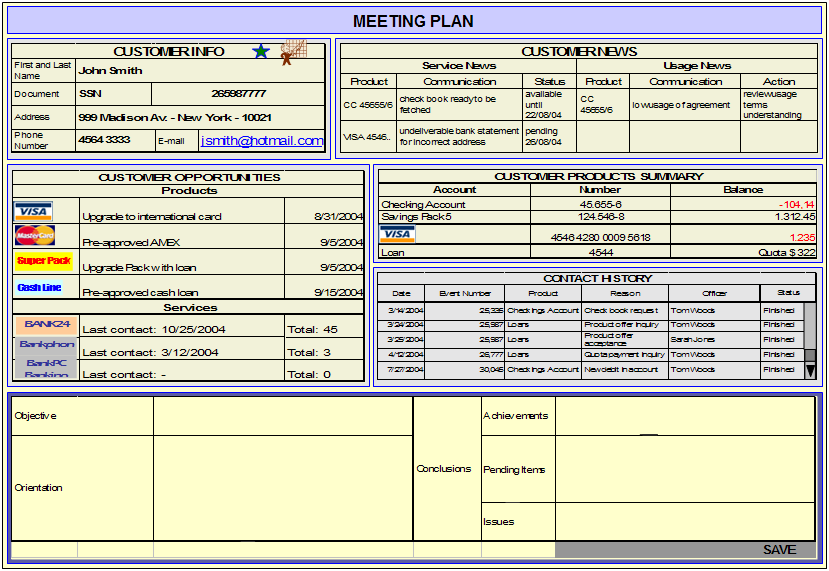 MEETING PLAN
CUSTOMER INFO
First and Last Name John Smith
Document SSN 265987777
Address 999 Madison Av. - New York - 10021
Phone Number 4564 3333 E-mail jsmith@hotmail.com
CUSTOMER NEWS
Service News Usage News
Product Communication Status Product Communication Action
CC 45655/6 check book ready to be fetched available until 22/08/04 CC 45655/6 low usage of agreement review usage terms understanding
VISA 4546.. undeliverable bank statement for incorrect address pending 26/08/04
CUSTOMER OPPORTUNITIES
Products
VISA Upgrade to international card 8/31/2004
MasterCard Pre-approved AMEX 9/5/2004
Super Pack Upgrade Pack with loan 9/5/2004
Cash Line Pre-approved cash loan 9/15/2004
Services
BANK24 Last contact: 10/25/2004 Total: 45
Bankphon Last contact: 3/12/2004 Total: 3
BankPC Banking Last contact: - Total: 0
CUSTOMER PRODUCTS SUMMARY
Account Number Balance
Checking Account 45.655-6 -104,14
Savings Pack 5 124.546-8 1.312.45
VISA 4546 4280 0009 5618 1.235
Loan 4544 Quota $ 322
CONTACT HISTORY
Date Event Number Product Reason Officer Status
3/14/2004 25,335 Checkings Account Check book request Tom Woods Finished
3/24/2004 25,987 Loans Product offer inquiry Tom Woods Finished
3/25/2004 25,987 Loans Product offer acceptance Sarah Jones Finished
4/12/2004 26,777 Loans Quota payment inquiry Tom Woods Finished
7/27/2004 30,045 Checkings Account New debit in account Tom Woods Finished
Objective
Orientation
Conclusions
Achievements
Pending Items
Issues
SAVE